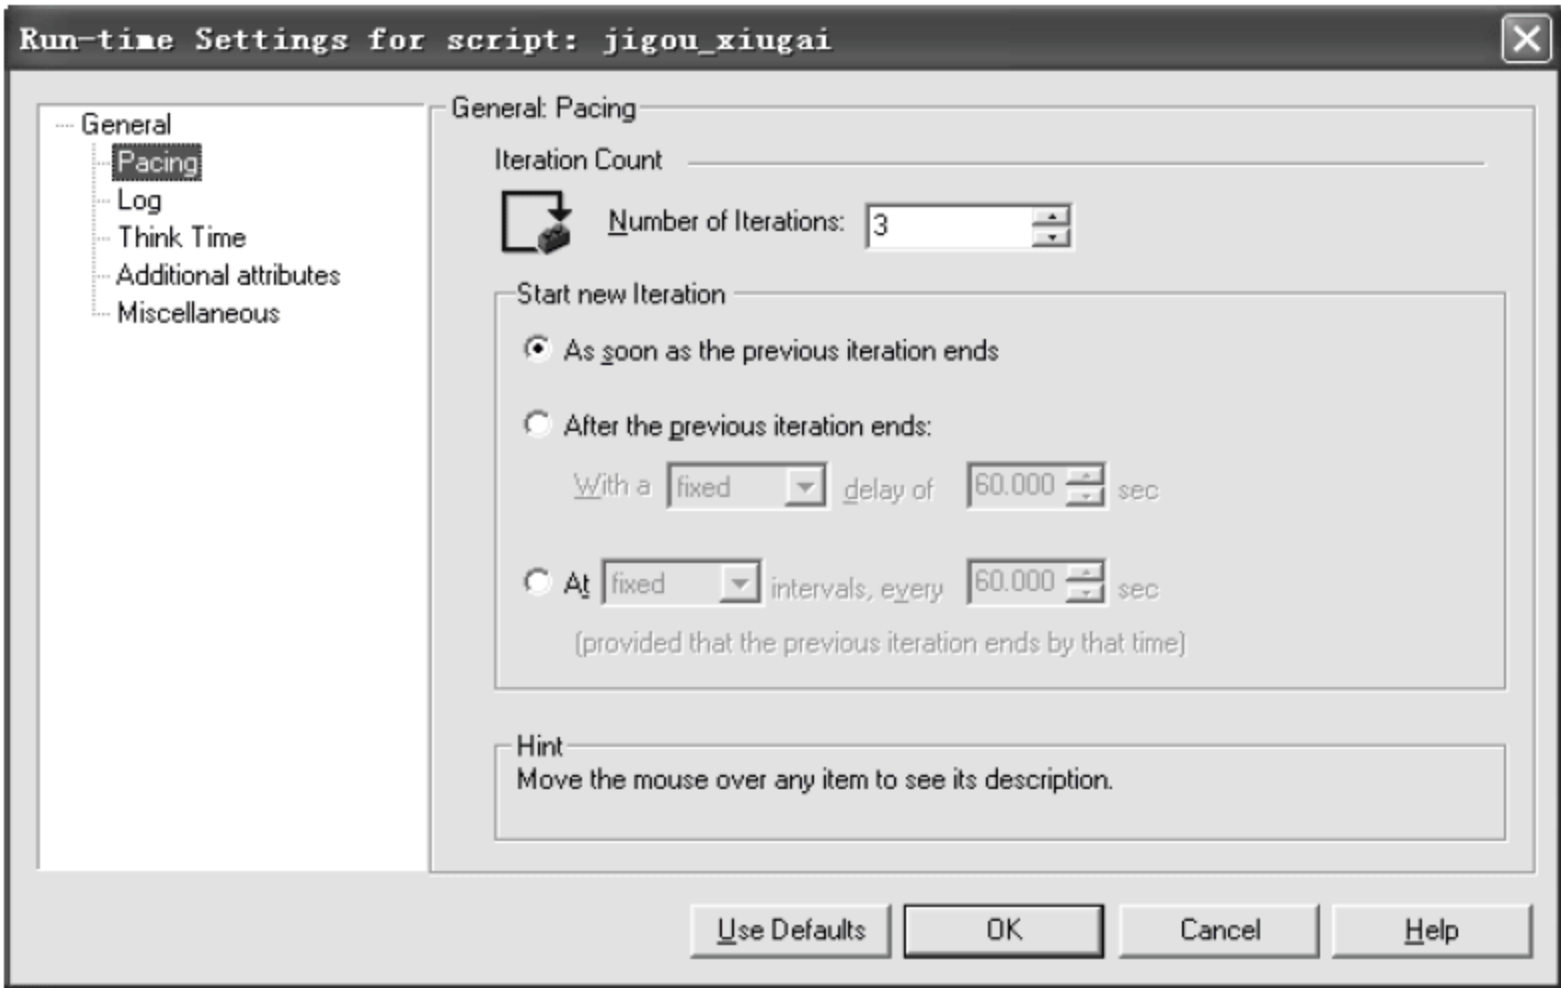 Run-time Settings for script: jigou_xiugai
General
Pacing
Log
Think Time
Additional attributes
Miscellaneous
General: Pacing
Iteration Count
Number of Iterations: 3
Start new Iteration
As soon as the previous iteration ends
After the previous iteration ends:
With a fixed delay of 60.000 sec
At fixed intervals, every 60.000 sec
(provided that the previous iteration ends by that time)
Hint
Move the mouse over any item to see its description.
Use Defaults OK Cancel Help